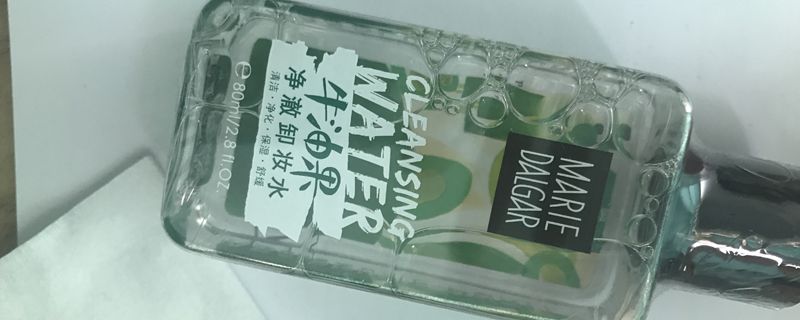 MARIE
DALGAR
CLEANSING
WATER
牛油果
净澈卸妆水
清洁·净化·保湿·舒缓
℮80ml/2.8 fl.oz.